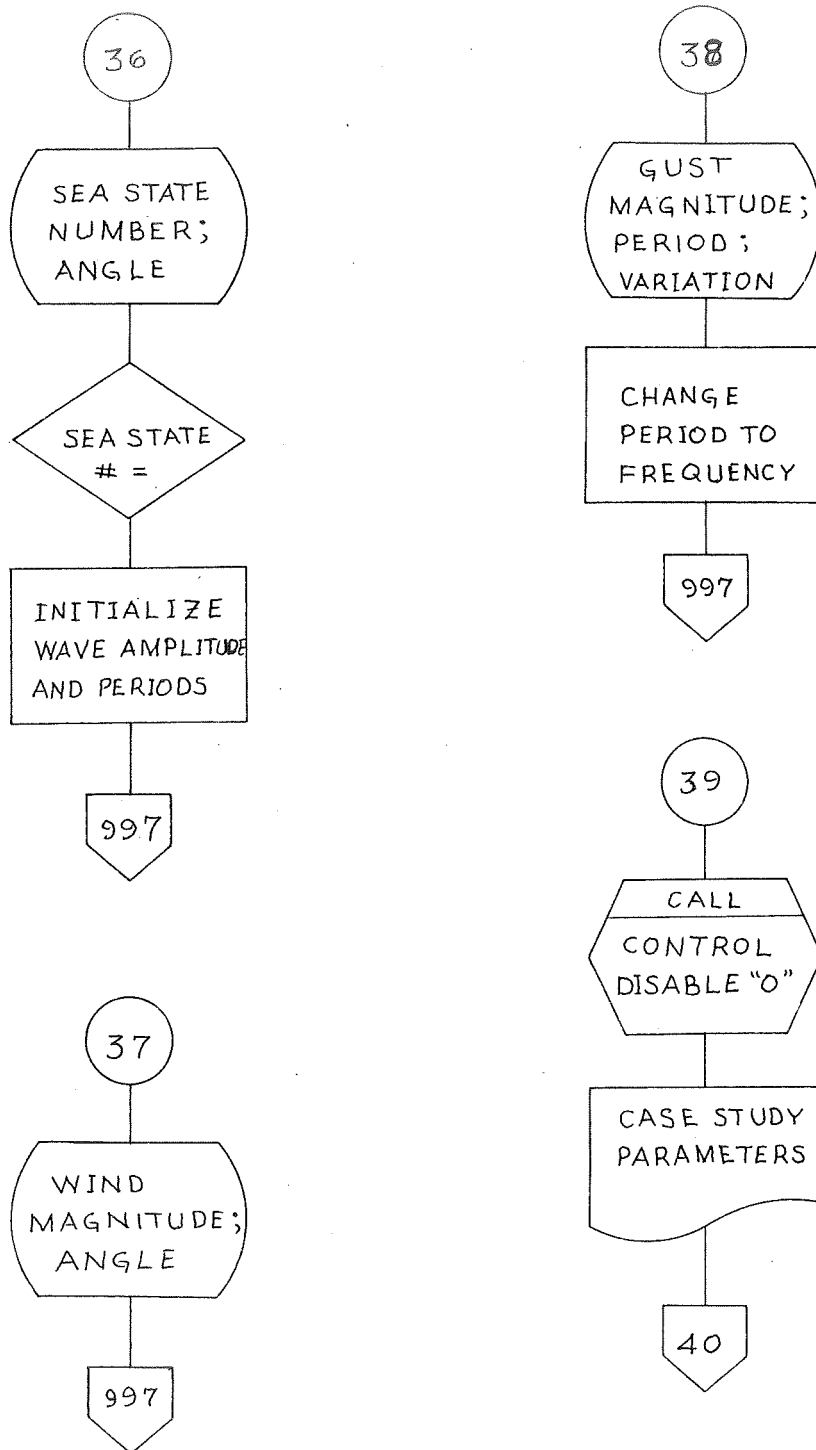 36
SEA STATE
NUMBER;
ANGLE
SEA STATE
# =
INITIALIZE
WAVE AMPLITUDE
AND PERIODS
997
37
WIND
MAGNITUDE;
ANGLE
997
38
GUST
MAGNITUDE;
PERIOD;
VARIATION
CHANGE
PERIOD TO
FREQUENCY
997
39
CALL
CONTROL
DISABLE "O"
CASE STUDY
PARAMETERS
40